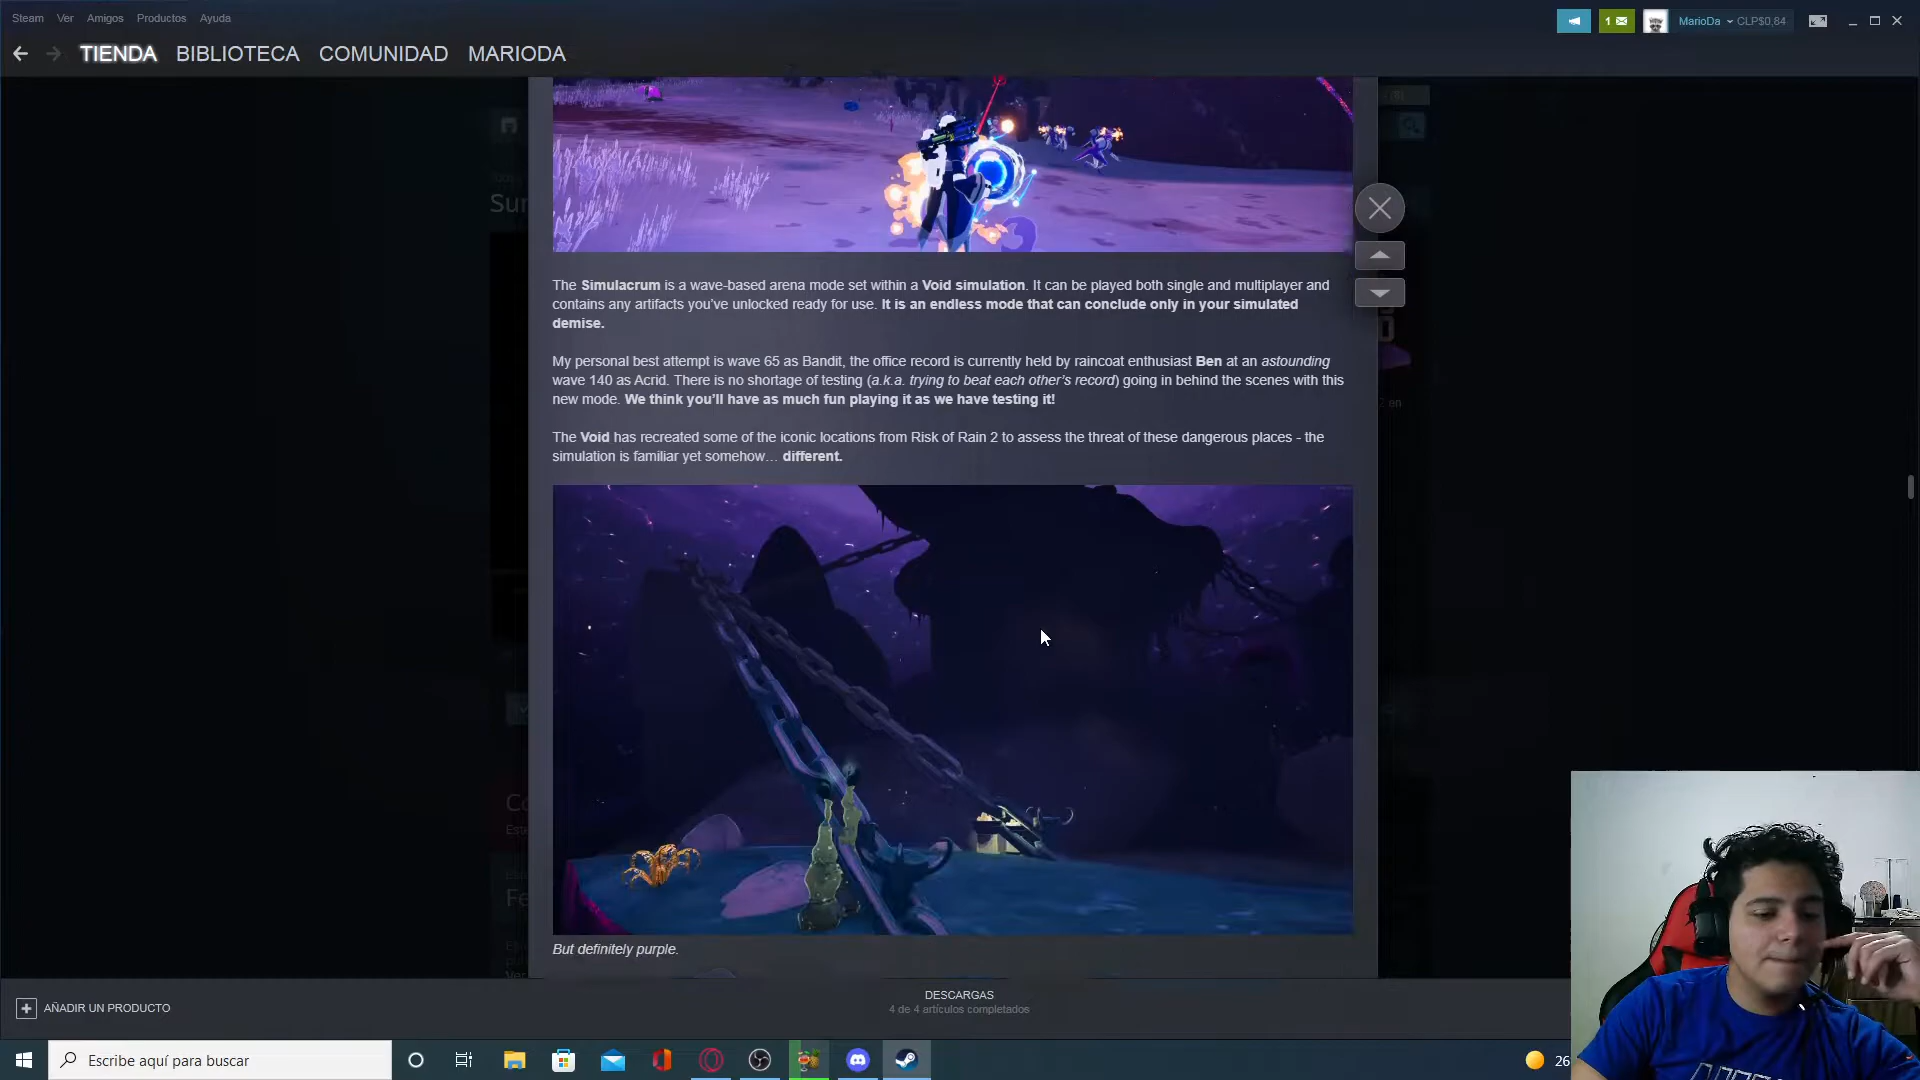 Steam Ver Amigos Productos Ayuda
1
MarioDa CLP$0,84
TIENDA BIBLIOTECA COMUNIDAD MARIODA
Sur
The Simulacrum is a wave-based arena mode set within a Void simulation. It can be played both single and multiplayer and
contains any artifacts you've unlocked ready for use. It is an endless mode that can conclude only in your simulated
demise.
My personal best attempt is wave 65 as Bandit, the office record is currently held by raincoat enthusiast Ben at an astounding
wave 140 as Acrid. There is no shortage of testing (a.k.a. trying to beat each other's record) going in behind the scenes with this
new mode. We think you'll have as much fun playing it as we have testing it!
The Void has recreated some of the iconic locations from Risk of Rain 2 to assess the threat of these dangerous places - the
simulation is familiar yet somehow… different.
But definitely purple.
AÑADIR UN PRODUCTO
DESCARGAS
4 de 4 artículos completados
Escribe aquí para buscar
26